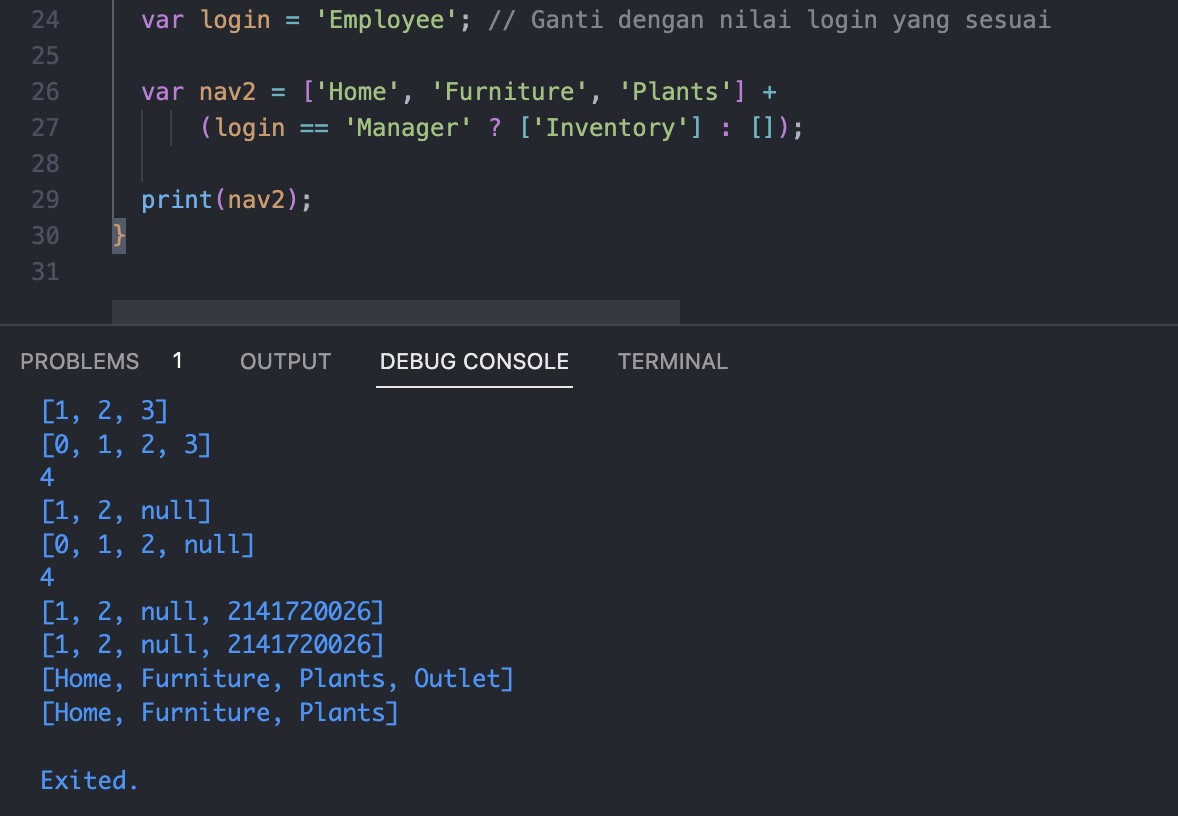 24 var login = 'Employee'; // Ganti dengan nilai login yang sesuai
25
26 var nav2 = ['Home', 'Furniture', 'Plants'] +
27 (login == 'Manager' ? ['Inventory'] : []);
28
29 print(nav2);
30 }
31
PROBLEMS 1 OUTPUT DEBUG CONSOLE TERMINAL
[1, 2, 3]
[0, 1, 2, 3]
4
[1, 2, null]
[0, 1, 2, null]
4
[1, 2, null, 2141720026]
[1, 2, null, 2141720026]
[Home, Furniture, Plants, Outlet]
[Home, Furniture, Plants]
Exited.